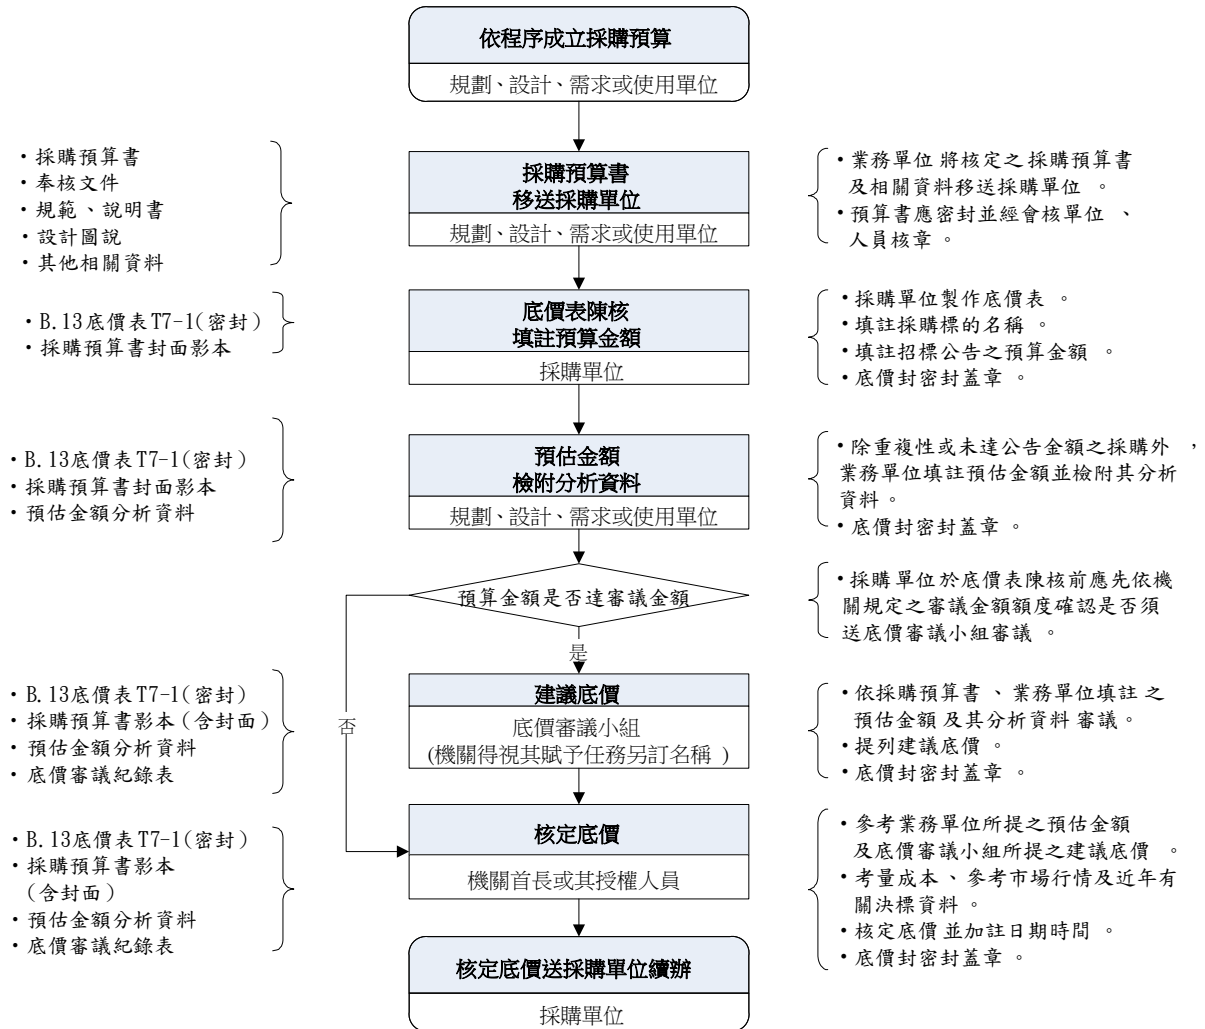 依程序成立採購預算
規劃、設計、需求或使用單位
・採購預算書
・奉核文件
・規範、說明書
・設計圖說
・其他相關資料
採購預算書
移送採購單位
規劃、設計、需求或使用單位
・業務單位將核定之採購預算書
及相關資料移送採購單位。
・預算書應密封並經會核單位、
人員核章。
・B.13底價表T7-1(密封)
・採購預算書封面影本
底價表陳核
填註預算金額
採購單位
・採購單位製作底價表。
・填註採購標的名稱。
・填註招標公告之預算金額。
・底價封密封蓋章。
・B.13底價表T7-1(密封)
・採購預算書封面影本
・預估金額分析資料
預估金額
檢附分析資料
規劃、設計、需求或使用單位
・除重複性或未達公告金額之採購外，
業務單位填註預估金額並檢附其分析
資料。
・底價封密封蓋章。
預算金額是否達審議金額
・採購單位於底價表陳核前應先依機
關規定之審議金額額度確認是否須
送底價審議小組審議。
是
否
・B.13底價表T7-1(密封)
・採購預算書影本(含封面)
・預估金額分析資料
・底價審議紀錄表
建議底價
底價審議小組
(機關得視其賦予任務另訂名稱)
・依採購預算書、業務單位填註之
預估金額及其分析資料審議。
・提列建議底價。
・底價封密封蓋章。
・B.13底價表T7-1(密封)
・採購預算書影本
(含封面)
・預估金額分析資料
・底價審議紀錄表
核定底價
機關首長或其授權人員
・參考業務單位所提之預估金額
及底價審議小組所提之建議底價。
・考量成本、參考市場行情及近年有
關決標資料。
・核定底價並加註日期時間。
・底價封密封蓋章。
核定底價送採購單位續辦
採購單位